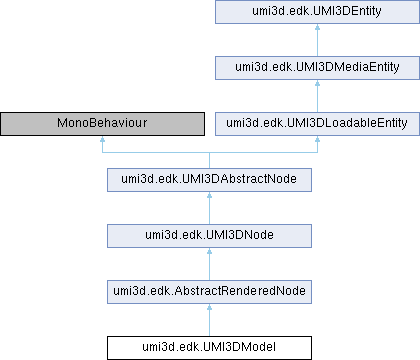 umi3d.edk.UMI3DEntity
umi3d.edk.UMI3DMediaEntity
MonoBehaviour
umi3d.edk.UMI3DLoadableEntity
umi3d.edk.UMI3DAbstractNode
umi3d.edk.UMI3DNode
umi3d.edk.AbstractRenderedNode
umi3d.edk.UMI3DModel